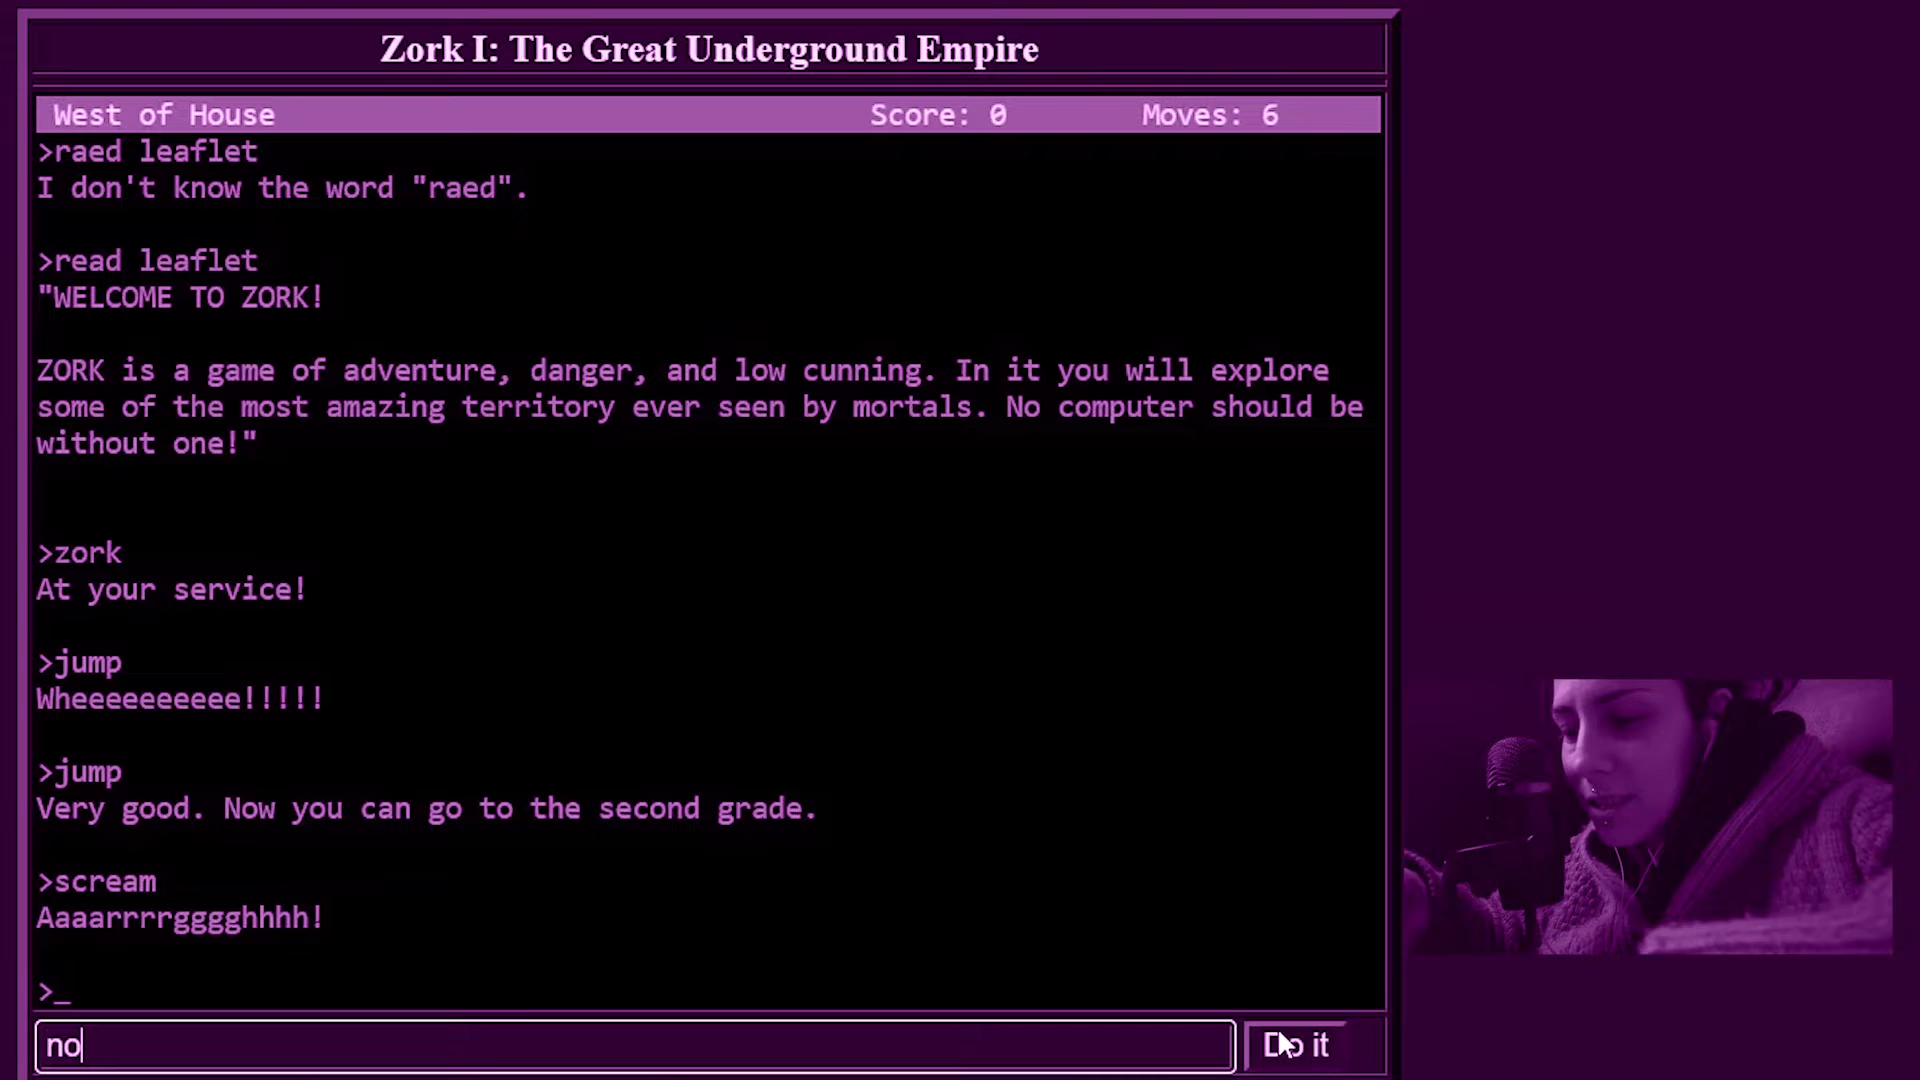 Zork I: The Great Underground Empire
West of House Score: 0 Moves: 6
>raed leaflet
I don't know the word "raed".
>read leaflet
"WELCOME TO ZORK!
ZORK is a game of adventure, danger, and low cunning. In it you will explore
some of the most amazing territory ever seen by mortals. No computer should be
without one!"
>zork
At your service!
>jump
Wheeeeeeeeee!!!!!
>jump
Very good. Now you can go to the second grade.
>scream
Aaaarrrrgggghhhh!
>_
no
Do it